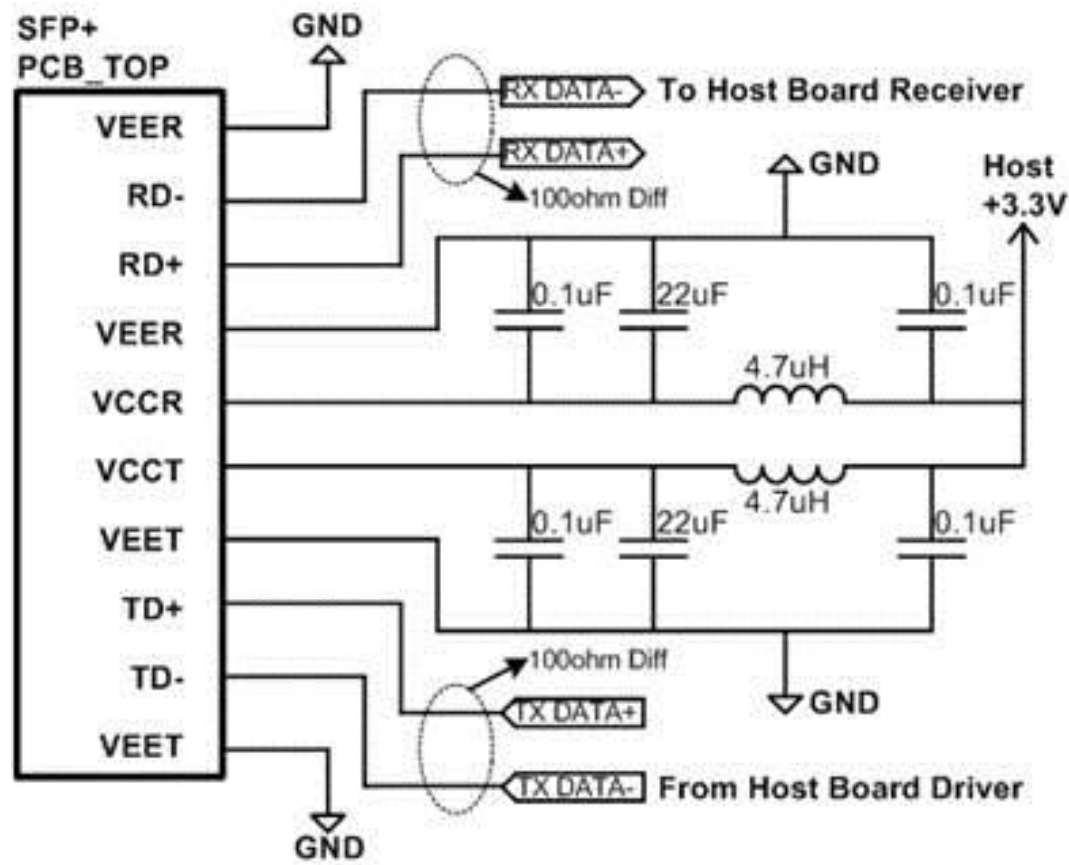 SFP+
PCB_TOP
GND
VEER
RX DATA-
To Host Board Receiver
RX DATA+
GND
Host
+3.3V
RD-
100ohm Diff
RD+
0.1uF
22uF
0.1uF
VEER
4.7uH
VCCR
VCCT
4.7uH
0.1uF
22uF
0.1uF
VEET
TD+
100ohm Diff
TD-
TX DATA+
GND
VEET
TX DATA-
From Host Board Driver
GND